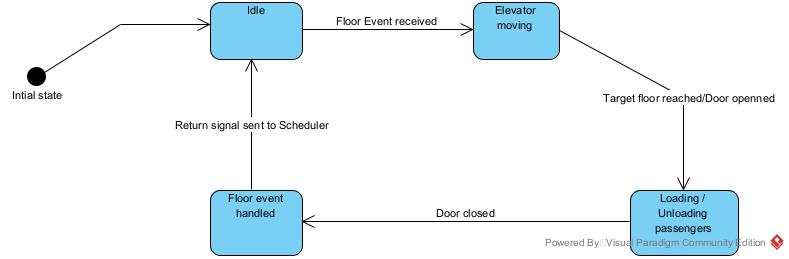 Idle
Floor Event received
Elevator
moving
Intial state
Target floor reached/Door openned
Return signal sent to Scheduler
Floor event
handled
Door closed
Loading /
Unloading
passengers
Powered By Visual Paradigm Community Edition